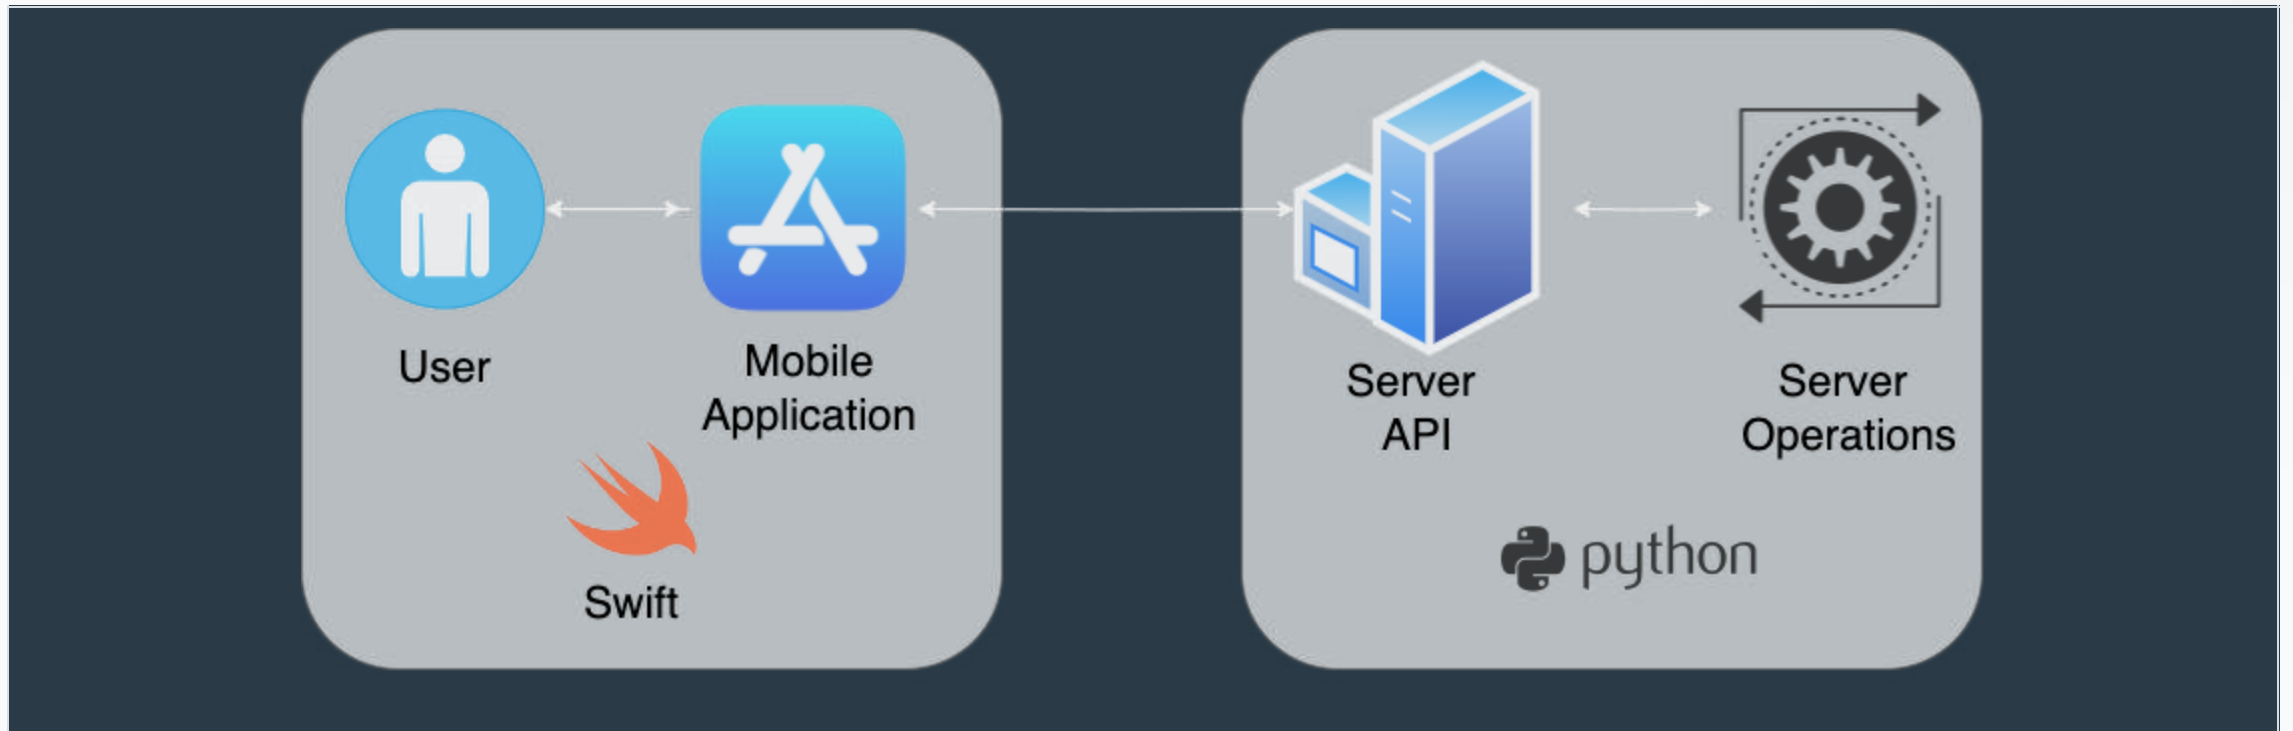 User
Mobile
Application
Swift
Server
API
Server
Operations
python